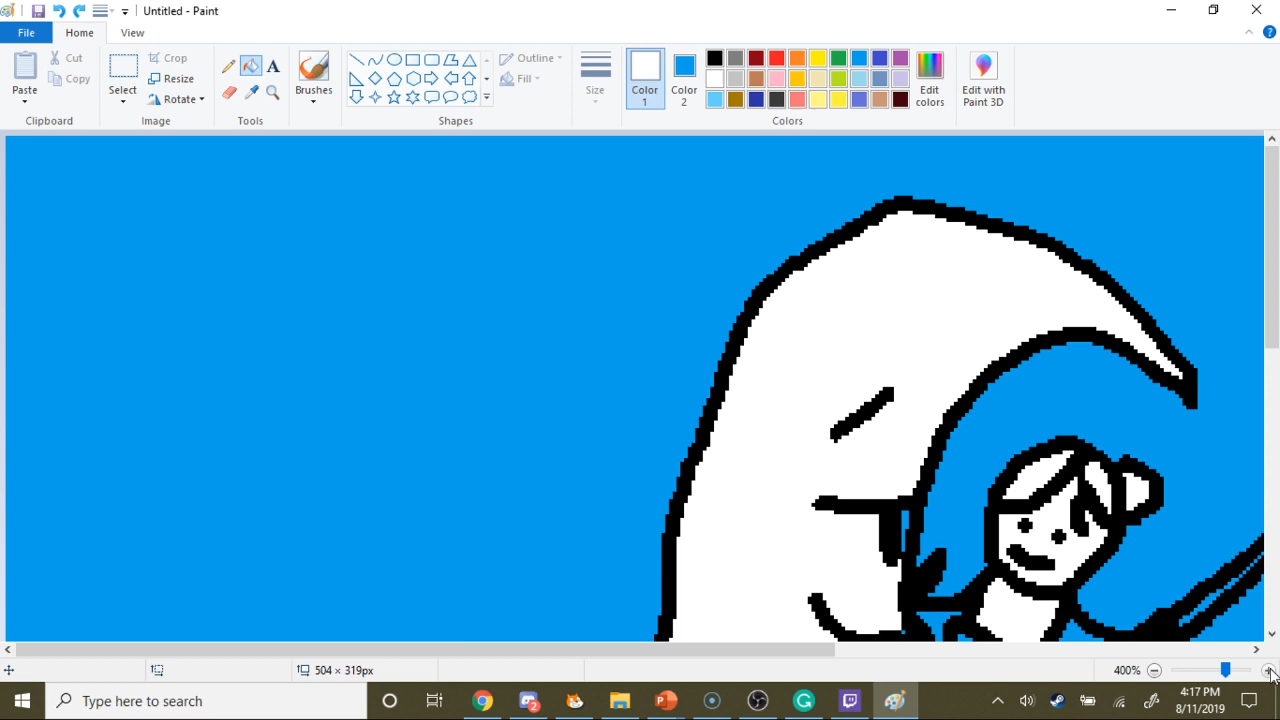 Untitled - Paint
File Home View
Paste
Cut
Copy
Clipboard
Select
Crop
Resize
Rotate
Image
A
Tools
Brushes
Outline
Fill
Shapes
Size
Color 1
Color 2
Edit colors
Colors
Edit with Paint 3D
504 × 319px
400%
Type here to search
2
4:17 PM
8/11/2019